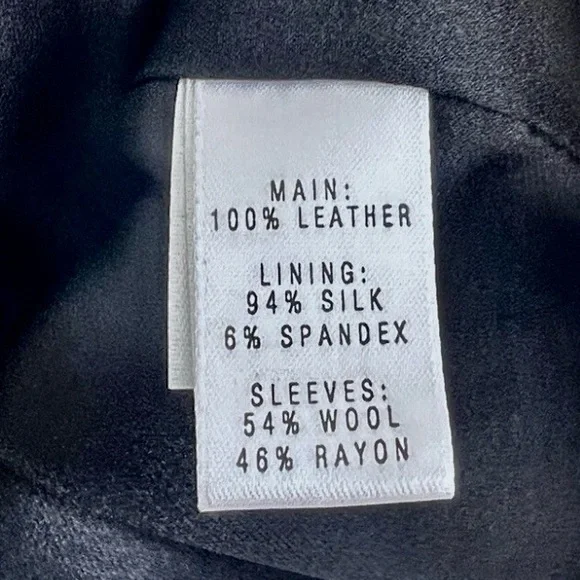 MAIN:
100% LEATHER
LINING:
94% SILK
6% SPANDEX
SLEEVES:
54% WOOL
46% RAYON